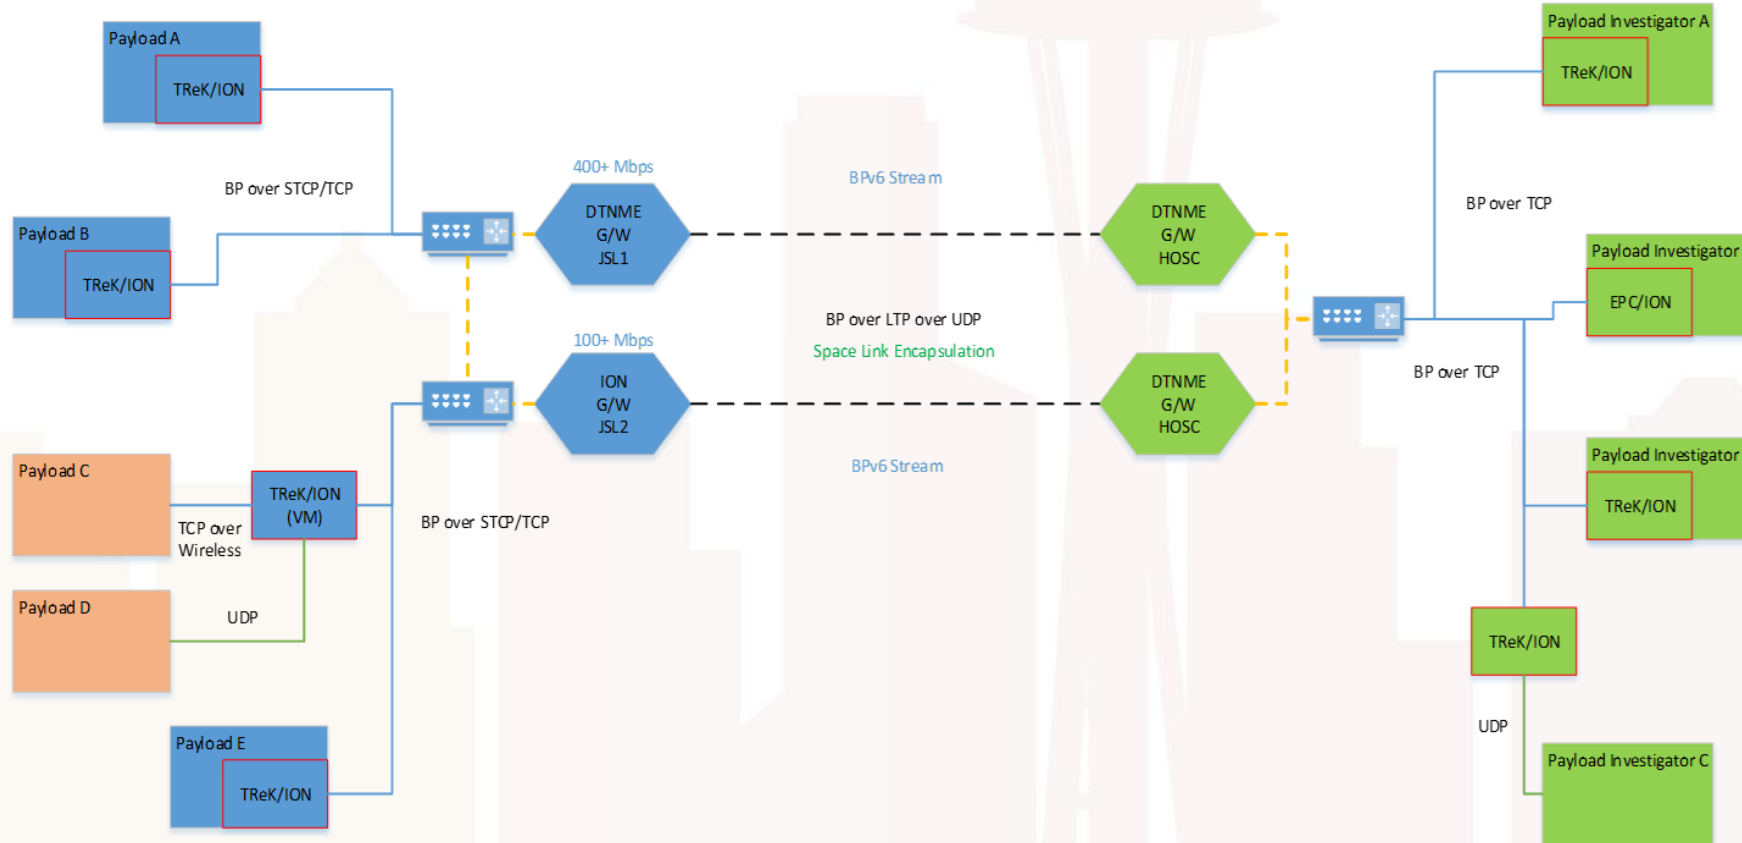 Payload A
TReK/ION
BP over STCP/TCP
Payload B
TReK/ION
400+ Mbps
DTNME
G/W
JSL1
BPv6 Stream
DTNME
G/W
HOSC
BP over LTP over UDP
Space Link Encapsulation
100+ Mbps
ION
G/W
JSL2
DTNME
G/W
HOSC
BPv6 Stream
Payload C
TCP over
Wireless
TReK/ION
(VM)
BP over STCP/TCP
Payload D
UDP
Payload E
TReK/ION
Payload Investigator A
TReK/ION
BP over TCP
Payload Investigator
EPC/ION
BP over TCP
Payload Investigator
TReK/ION
TReK/ION
UDP
Payload Investigator C